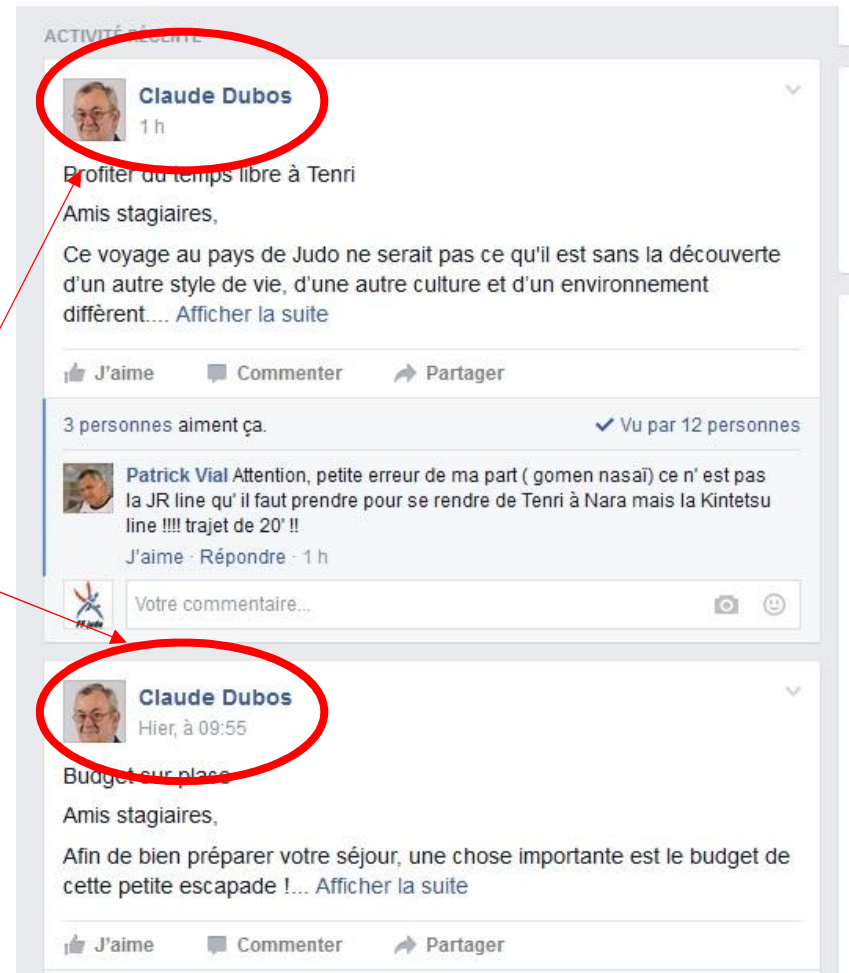 ACTIVITÉ RÉCENTE
Claude Dubos
1 h
Profiter du temps libre à Tenri
Amis stagiaires,
Ce voyage au pays de Judo ne serait pas ce qu'il est sans la découverte
d'un autre style de vie, d'une autre culture et d'un environnement
diffèrent.... Afficher la suite
J'aime Commenter Partager
3 personnes aiment ça. Vu par 12 personnes
Patrick Vial Attention, petite erreur de ma part ( gomen nasaï) ce n' est pas
la JR line qu' il faut prendre pour se rendre de Tenri à Nara mais la Kintetsu
line !!!! trajet de 20' !!
J'aime · Répondre · 1 h
FF judo
Votre commentaire...
Claude Dubos
Hier, à 09:55
Budget sur place
Amis stagiaires,
Afin de bien préparer votre séjour, une chose importante est le budget de
cette petite escapade !... Afficher la suite
J'aime Commenter Partager